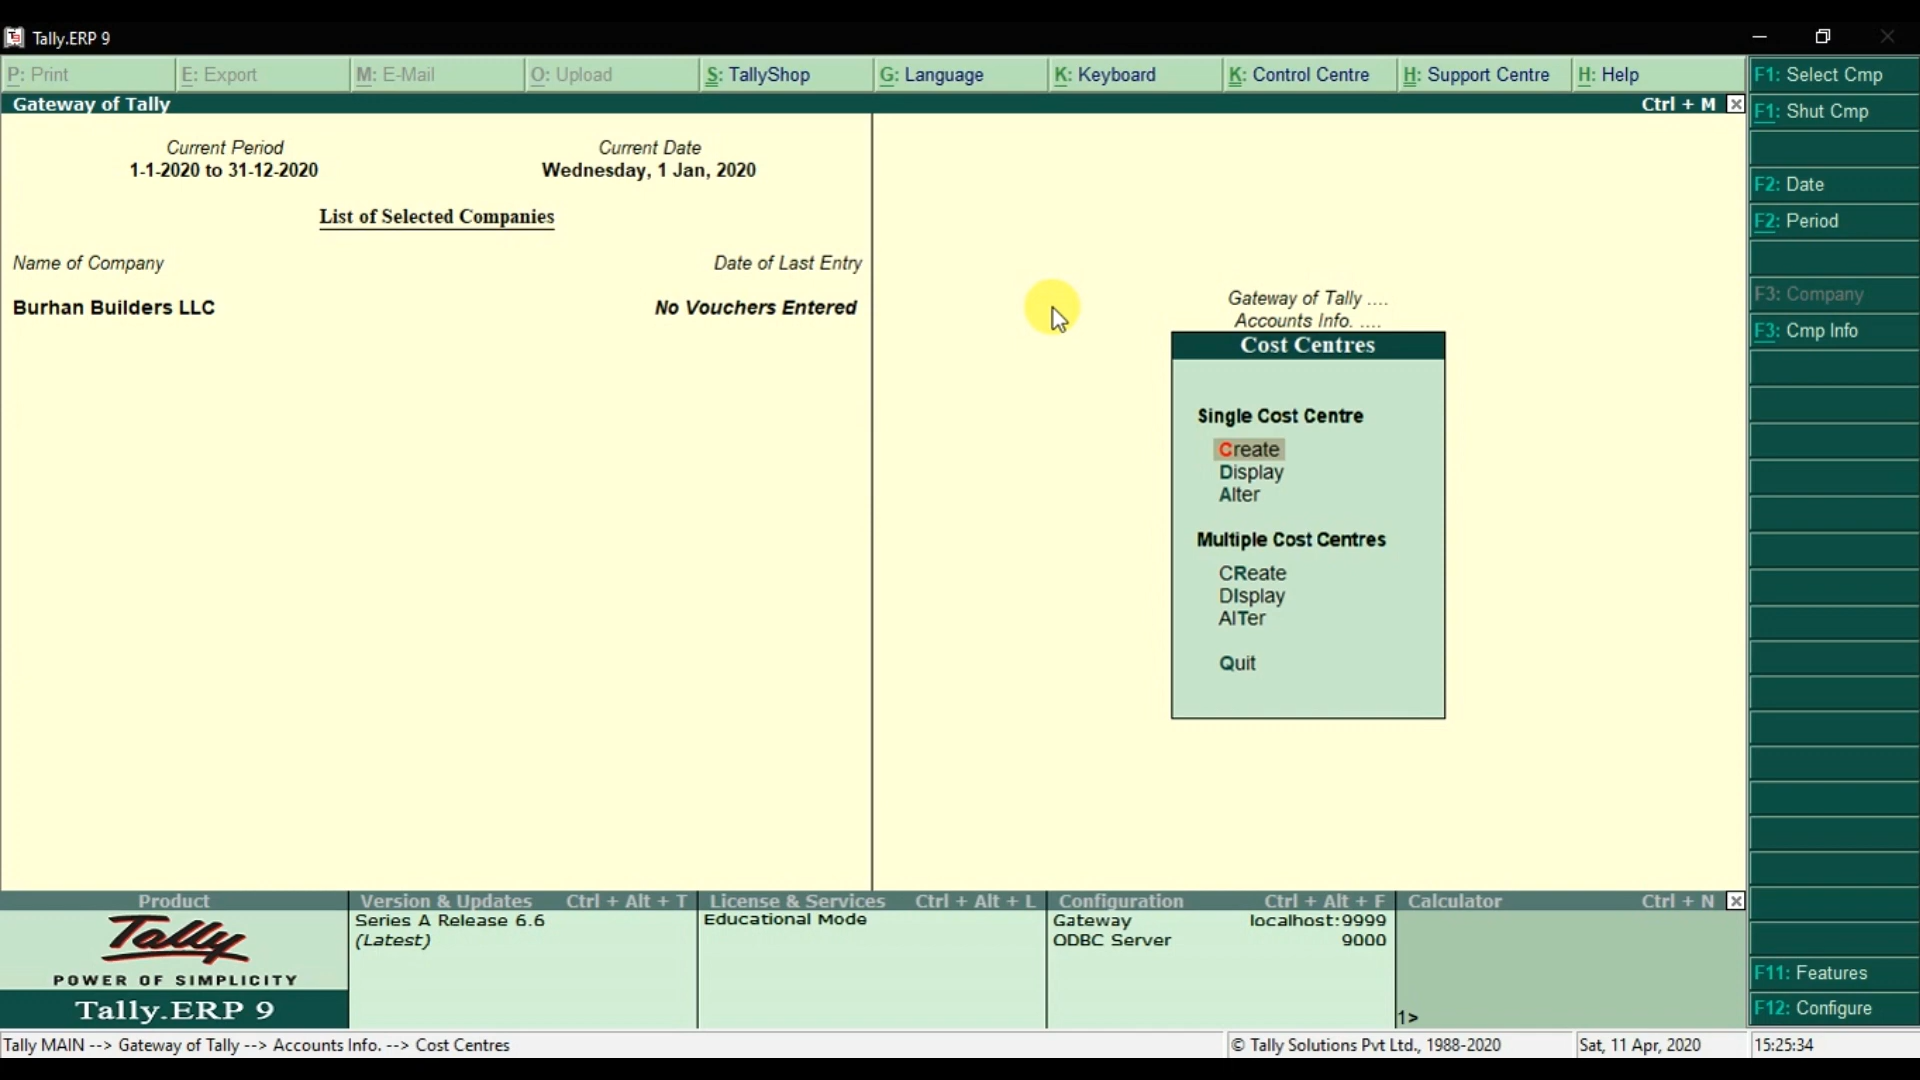 Tally.ERP 9
P: Print E: Export M: E-Mail O: Upload S: TallyShop G: Language K: Keyboard K: Control Centre H: Support Centre H: Help
Gateway of Tally Ctrl + M
Current Period Current Date
1-1-2020 to 31-12-2020 Wednesday, 1 Jan, 2020
List of Selected Companies
Name of Company Date of Last Entry
Burhan Builders LLC No Vouchers Entered
Gateway of Tally ....
Accounts Info. ....
Cost Centres
Single Cost Centre
Create
Display
Alter
Multiple Cost Centres
CReate
DIsplay
AlTer
Quit
F1: Select Cmp
F1: Shut Cmp
F2: Date
F2: Period
F3: Company
F3: Cmp Info
F11: Features
F12: Configure
Product
Tally
POWER OF SIMPLICITY
Tally.ERP 9
Version & Updates Ctrl + Alt + T
Series A Release 6.6
(Latest)
License & Services Ctrl + Alt + L
Educational Mode
Configuration Ctrl + Alt + F
Gateway localhost:9999
ODBC Server 9000
Calculator Ctrl + N
1>
Tally MAIN --> Gateway of Tally --> Accounts Info. --> Cost Centres © Tally Solutions Pvt Ltd., 1988-2020 Sat, 11 Apr, 2020 15:25:34